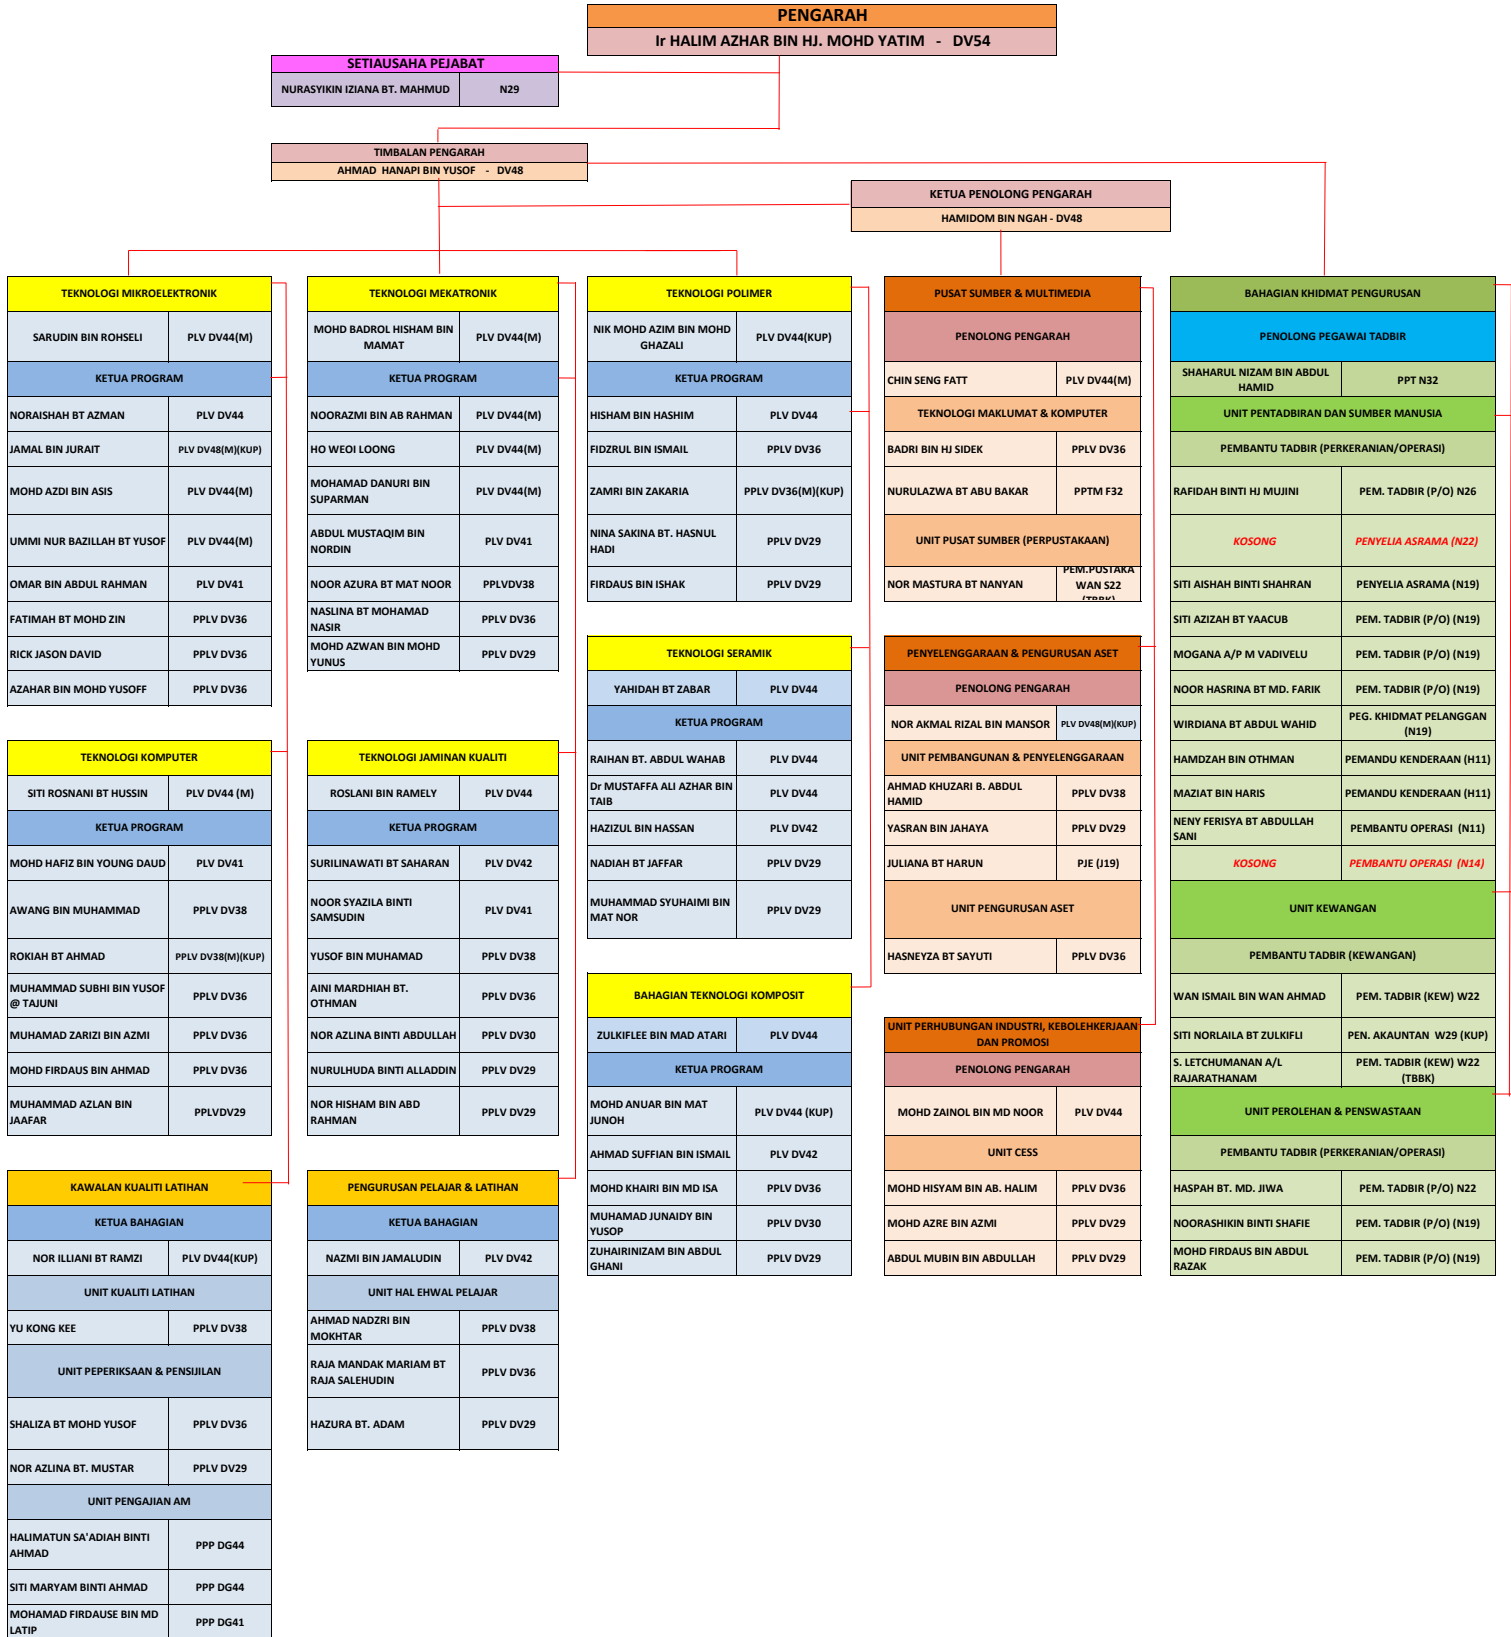 PENGARAH
Ir HALIM AZHAR BIN HJ. MOHD YATIM - DV54
SETIAUSAHA PEJABAT
NURASYIKIN IZIANA BT. MAHMUD N29
TIMBALAN PENGARAH
AHMAD HANAPI BIN YUSOF - DV48
KETUA PENOLONG PENGARAH
HAMIDOM BIN NGAH - DV48
TEKNOLOGI MIKROELEKTRONIK
SARUDIN BIN ROHSELI PLV DV44(M)
KETUA PROGRAM
NORAISHAH BT AZMAN PLV DV44
JAMAL BIN JURAIT PLV DV48(M)(KUP)
MOHD AZDI BIN ASIS PLV DV44(M)
UMMI NUR BAZILLAH BT YUSOF PLV DV44(M)
OMAR BIN ABDUL RAHMAN PLV DV41
FATIMAH BT MOHD ZIN PPLV DV36
RICK JASON DAVID PPLV DV36
AZAHAR BIN MOHD YUSOFF PPLV DV36
TEKNOLOGI KOMPUTER
SITI ROSNANI BT HUSSIN PLV DV44 (M)
KETUA PROGRAM
MOHD HAFIZ BIN YOUNG DAUD PLV DV41
AWANG BIN MUHAMMAD PPLV DV38
ROKIAH BT AHMAD PPLV DV38(M)(KUP)
MUHAMMAD SUBHI BIN YUSOF
@ TAJUNI PPLV DV36
MUHAMAD ZARIZI BIN AZMI PPLV DV36
MOHD FIRDAUS BIN AHMAD PPLV DV36
MUHAMMAD AZLAN BIN
JAAFAR PPLVDV29
KAWALAN KUALITI LATIHAN
KETUA BAHAGIAN
NOR ILLIANI BT RAMZI PLV DV44(KUP)
UNIT KUALITI LATIHAN
YU KONG KEE PPLV DV38
UNIT PEPERIKSAAN & PENSIJILAN
SHALIZA BT MOHD YUSOF PPLV DV36
NOR AZLINA BT. MUSTAR PPLV DV29
UNIT PENGAJIAN AM
HALIMATUN SA'ADIAH BINTI
AHMAD PPP DG44
SITI MARYAM BINTI AHMAD PPP DG44
MOHAMAD FIRDAUSE BIN MD
LATIP PPP DG41
TEKNOLOGI MEKATRONIK
MOHD BADROL HISHAM BIN
MAMAT PLV DV44(M)
KETUA PROGRAM
NOORAZMI BIN AB RAHMAN PLV DV44(M)
HO WEOI LOONG PLV DV44(M)
MOHAMAD DANURI BIN
SUPARMAN PLV DV44(M)
ABDUL MUSTAQIM BIN
NORDIN PLV DV41
NOOR AZURA BT MAT NOOR PPLVDV38
NASLINA BT MOHAMAD
NASIR PPLV DV36
MOHD AZWAN BIN MOHD
YUNUS PPLV DV29
TEKNOLOGI JAMINAN KUALITI
ROSLANI BIN RAMELY PLV DV44
KETUA PROGRAM
SURILINAWATI BT SAHARAN PLV DV42
NOOR SYAZILA BINTI
SAMSUDIN PLV DV41
YUSOF BIN MUHAMAD PPLV DV38
AINI MARDHIAH BT.
OTHMAN PPLV DV36
NOR AZLINA BINTI ABDULLAH PPLV DV30
NURULHUDA BINTI ALLADDIN PPLV DV29
NOR HISHAM BIN ABD
RAHMAN PPLV DV29
PENGURUSAN PELAJAR & LATIHAN
KETUA BAHAGIAN
NAZMI BIN JAMALUDIN PLV DV42
UNIT HAL EHWAL PELAJAR
AHMAD NADZRI BIN
MOKHTAR PPLV DV38
RAJA MANDAK MARIAM BT
RAJA SALEHUDIN PPLV DV36
HAZURA BT. ADAM PPLV DV29
TEKNOLOGI POLIMER
NIK MOHD AZIM BIN MOHD
GHAZALI PLV DV44(KUP)
KETUA PROGRAM
HISHAM BIN HASHIM PLV DV44
FIDZRUL BIN ISMAIL PPLV DV36
ZAMRI BIN ZAKARIA PPLV DV36(M)(KUP)
NINA SAKINA BT. HASNUL
HADI PPLV DV29
FIRDAUS BIN ISHAK PPLV DV29
TEKNOLOGI SERAMIK
YAHIDAH BT ZABAR PLV DV44
KETUA PROGRAM
RAIHAN BT. ABDUL WAHAB PLV DV44
Dr MUSTAFFA ALI AZHAR BIN
TAIB PLV DV44
HAZIZUL BIN HASSAN PLV DV42
NADIAH BT JAFFAR PPLV DV29
MUHAMMAD SYUHAIMI BIN
MAT NOR PPLV DV29
BAHAGIAN TEKNOLOGI KOMPOSIT
ZULKIFLEE BIN MAD ATARI PLV DV44
KETUA PROGRAM
MOHD ANUAR BIN MAT
JUNOH PLV DV44 (KUP)
AHMAD SUFFIAN BIN ISMAIL PLV DV42
MOHD KHAIRI BIN MD ISA PPLV DV36
MUHAMAD JUNAIDY BIN
YUSOP PPLV DV30
ZUHAIRINIZAM BIN ABDUL
GHANI PPLV DV29
PUSAT SUMBER & MULTIMEDIA
PENOLONG PENGARAH
CHIN SENG FATT PLV DV44(M)
TEKNOLOGI MAKLUMAT & KOMPUTER
BADRI BIN HJ SIDEK PPLV DV36
NURULAZWA BT ABU BAKAR PPTM F32
UNIT PUSAT SUMBER (PERPUSTAKAAN)
PEM.PUSTAKA
NOR MASTURA BT NANYAN WAN S22
(TBBK)
PENYELENGGARAAN & PENGURUSAN ASET
PENOLONG PENGARAH
NOR AKMAL RIZAL BIN MANSOR PLV DV48(M)(KUP)
UNIT PEMBANGUNAN & PENYELENGGARAAN
AHMAD KHUZARI B. ABDUL
HAMID PPLV DV38
YASRAN BIN JAHAYA PPLV DV29
JULIANA BT HARUN PJE (J19)
UNIT PENGURUSAN ASET
HASNEYZA BT SAYUTI PPLV DV36
UNIT PERHUBUNGAN INDUSTRI, KEBOLEHKERJAAN
DAN PROMOSI
PENOLONG PENGARAH
MOHD ZAINOL BIN MD NOOR PLV DV44
UNIT CESS
MOHD HISYAM BIN AB. HALIM PPLV DV36
MOHD AZRE BIN AZMI PPLV DV29
ABDUL MUBIN BIN ABDULLAH PPLV DV29
BAHAGIAN KHIDMAT PENGURUSAN
PENOLONG PEGAWAI TADBIR
SHAHARUL NIZAM BIN ABDUL
HAMID PPT N32
UNIT PENTADBIRAN DAN SUMBER MANUSIA
PEMBANTU TADBIR (PERKERANIAN/OPERASI)
RAFIDAH BINTI HJ MUJINI PEM. TADBIR (P/O) N26
KOSONG PENYELIA ASRAMA (N22)
SITI AISHAH BINTI SHAHRAN PENYELIA ASRAMA (N19)
SITI AZIZAH BT YAACUB PEM. TADBIR (P/O) (N19)
MOGANA A/P M VADIVELU PEM. TADBIR (P/O) (N19)
NOOR HASRINA BT MD. FARIK PEM. TADBIR (P/O) (N19)
WIRDIANA BT ABDUL WAHID PEG. KHIDMAT PELANGGAN
(N19)
HAMDZAH BIN OTHMAN PEMANDU KENDERAAN (H11)
MAZIAT BIN HARIS PEMANDU KENDERAAN (H11)
NENY FERISYA BT ABDULLAH
SANI PEMBANTU OPERASI (N11)
KOSONG PEMBANTU OPERASI (N14)
UNIT KEWANGAN
PEMBANTU TADBIR (KEWANGAN)
WAN ISMAIL BIN WAN AHMAD PEM. TADBIR (KEW) W22
SITI NORLAILA BT ZULKIFLI PEN. AKAUNTAN W29 (KUP)
S. LETCHUMANAN A/L PEM. TADBIR (KEW) W22
RAJARATHANAM (TBBK)
UNIT PEROLEHAN & PENSWASTAAN
PEMBANTU TADBIR (PERKERANIAN/OPERASI)
HASPAH BT. MD. JIWA PEM. TADBIR (P/O) N22
NOORASHIKIN BINTI SHAFIE PEM. TADBIR (P/O) (N19)
MOHD FIRDAUS BIN ABDUL
RAZAK PEM. TADBIR (P/O) (N19)